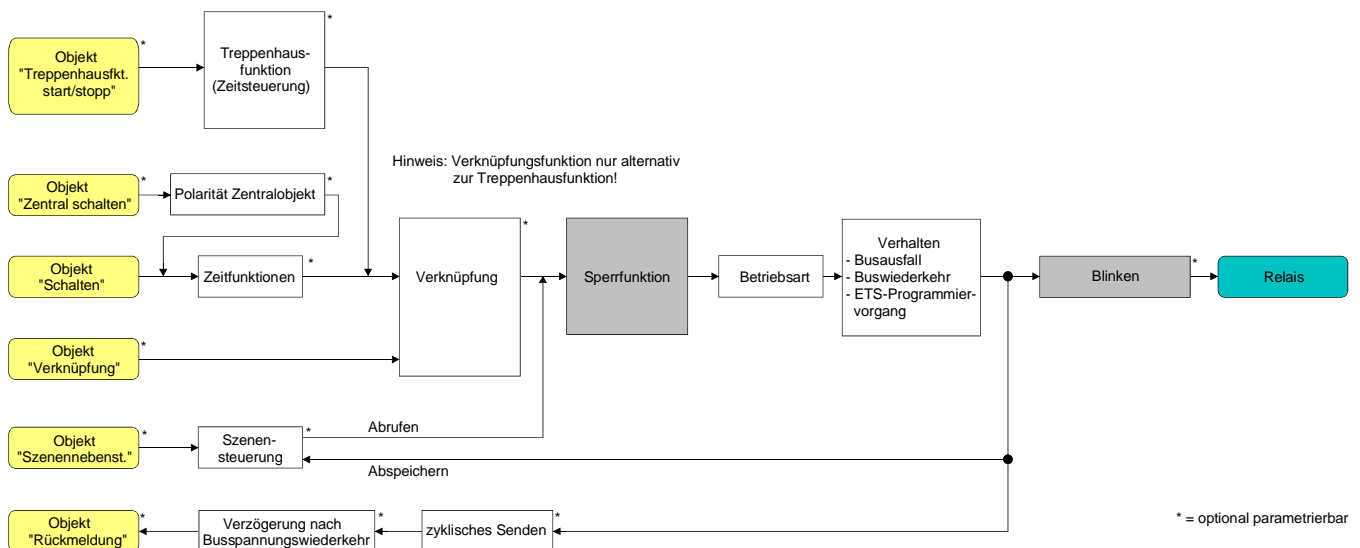 *
*
Objekt
"Treppenhausfkt.
start/stopp"
Treppenhaus-
funktion
(Zeitsteuerung)
Hinweis: Verknüpfungsfunktion nur alternativ
zur Treppenhausfunktion!
*
*
Objekt
"Zentral schalten"
Polarität Zentralobjekt
*
*
*
Objekt
"Schalten"
Zeitfunktionen
Verknüpfung
Sperrfunktion
Betriebsart
Verhalten
- Busausfall
- Buswiederkehr
- ETS-Programmier-
vorgang
*
Blinken
Relais
*
Objekt
"Verknüpfung"
*
*
Objekt
"Szenennebenst."
Szenen-
steuerung
Abrufen
Abspeichern
*
*
*
Objekt
"Rückmeldung"
Verzögerung nach
Busspannungswiederkehr
zyklisches Senden
* = optional parametrierbar